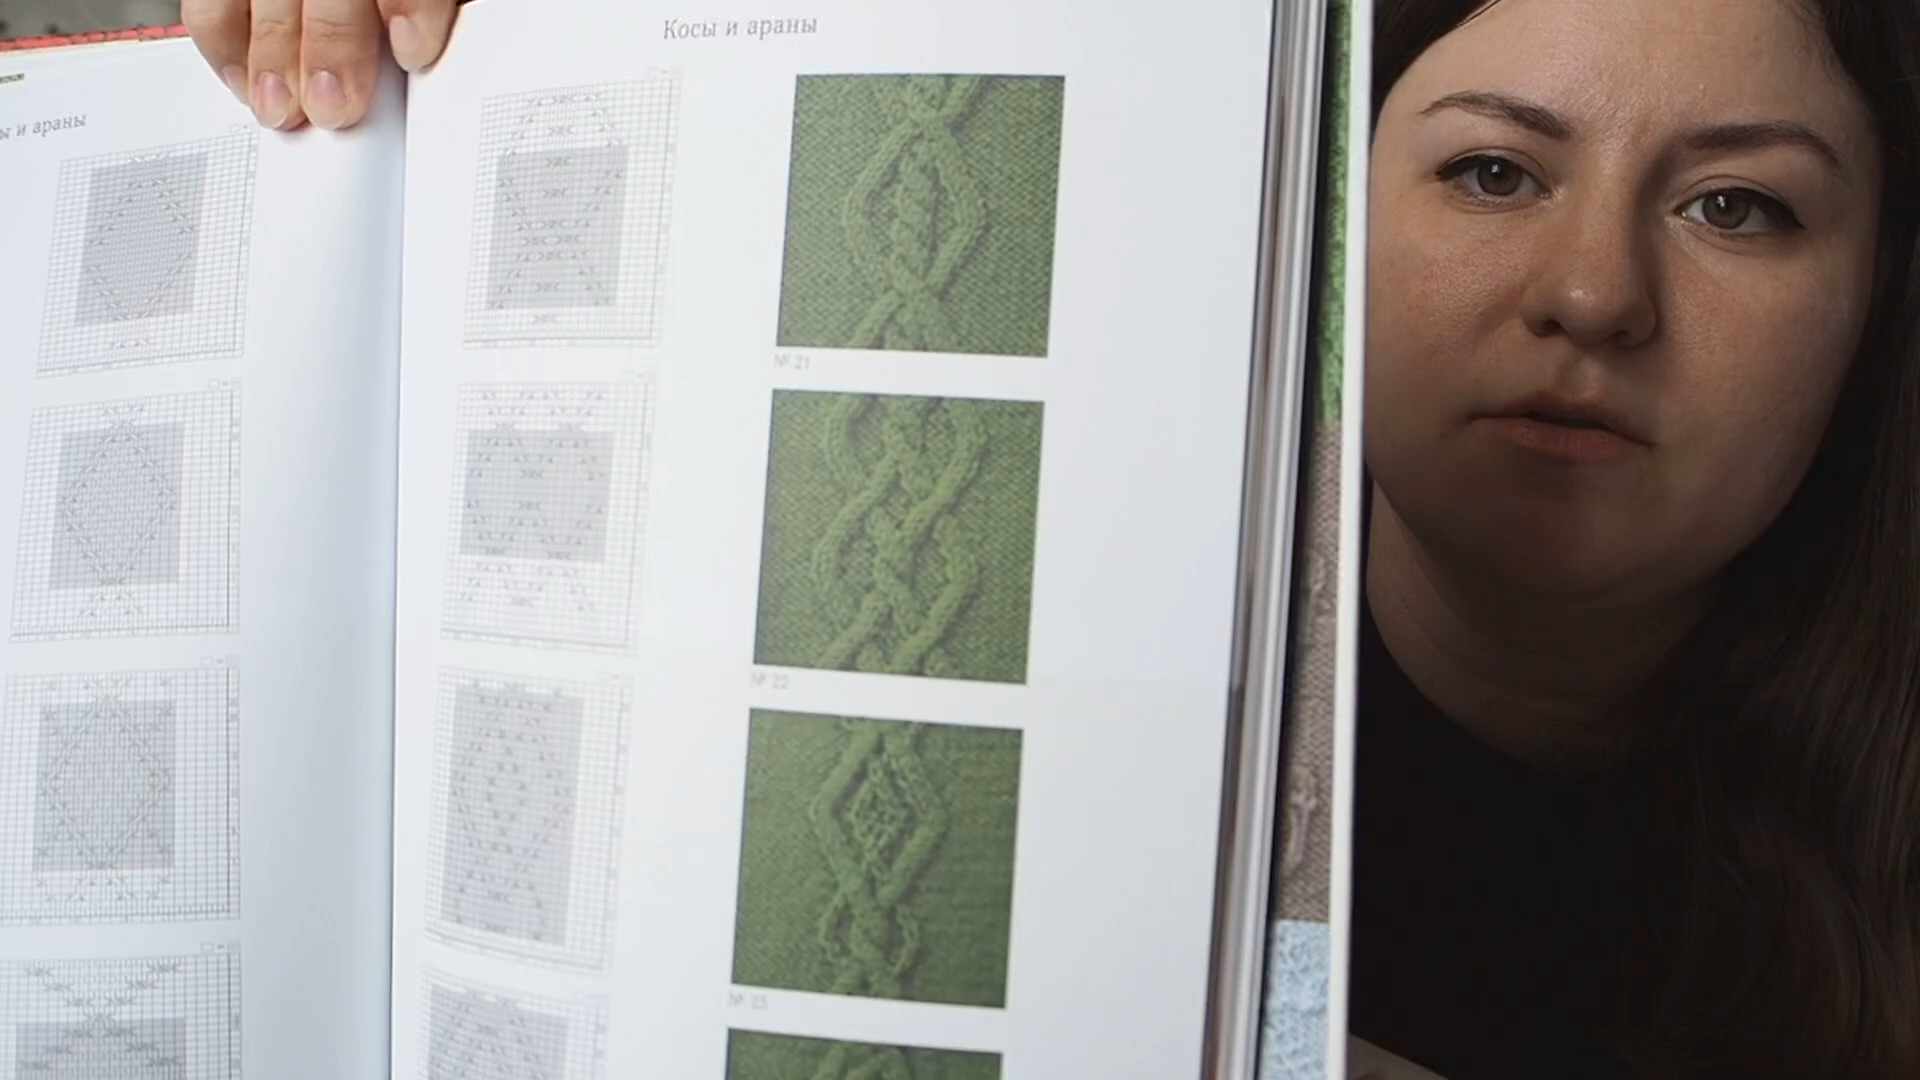 ы и араны
Косы и араны
№ 21
№ 22
№ 23